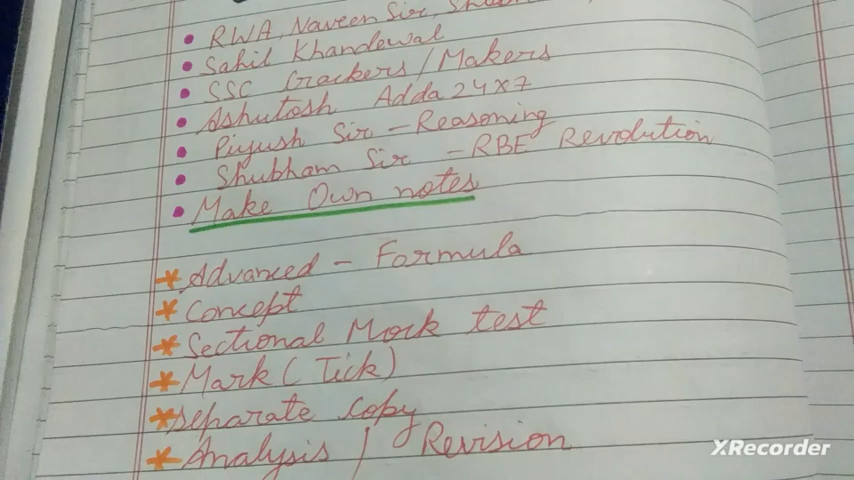 RWA, Naveen Sir,
Sahil Khandewal
SSC Crackers/Makers
Ashutosh Adda 24x7
Piyush Sir - Reasoning
Shubham Sir - RBE Revolution
Make Own notes
Advanced - Formula
Concept
Sectional Mock test
Mark (Tick)
separate copy
Analysis / Revision
XRecorder